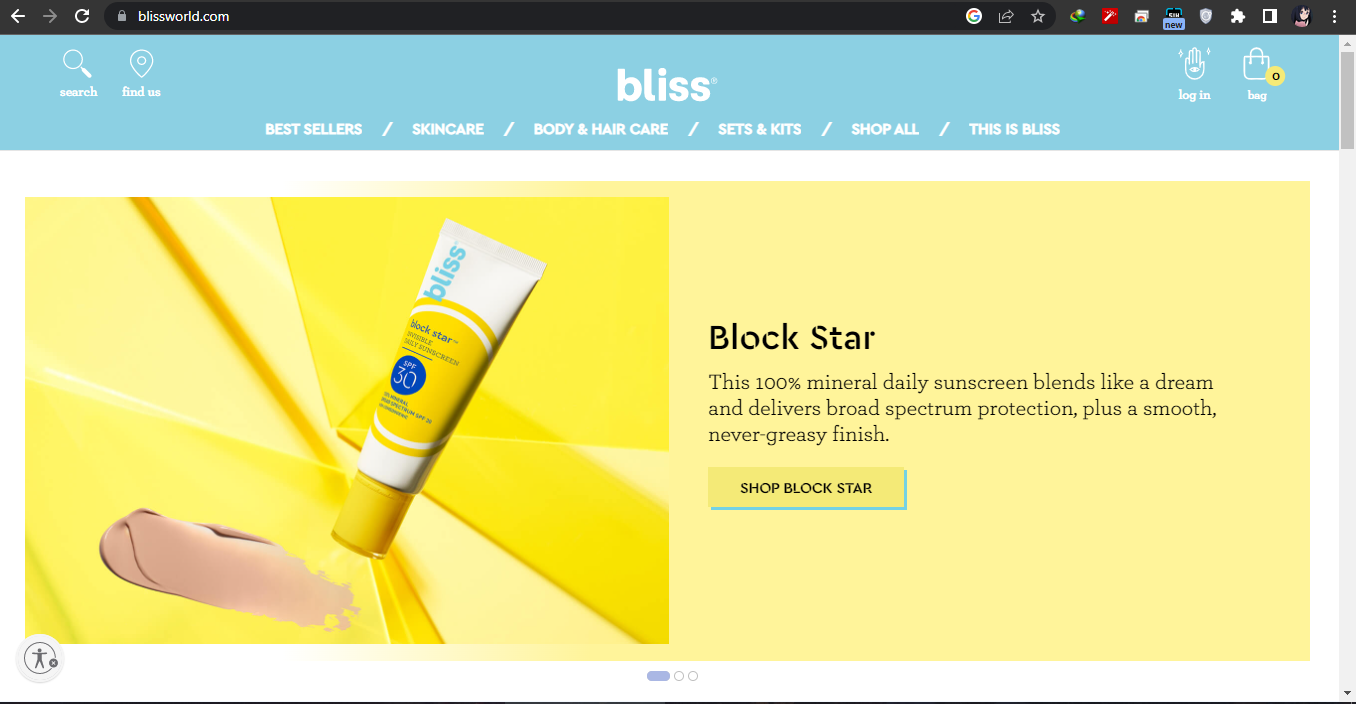 blissworld.com
new
search
find us
bliss®
log in
0
bag
BEST SELLERS / SKINCARE / BODY & HAIR CARE / SETS & KITS / SHOP ALL / THIS IS BLISS
bliss
block star™
INVISIBLE
DAILY SUNSCREEN
SPF
30
100% MINERAL
BROAD SPECTRUM SPF 30
Block Star
This 100% mineral daily sunscreen blends like a dream
and delivers broad spectrum protection, plus a smooth,
never-greasy finish.
SHOP BLOCK STAR